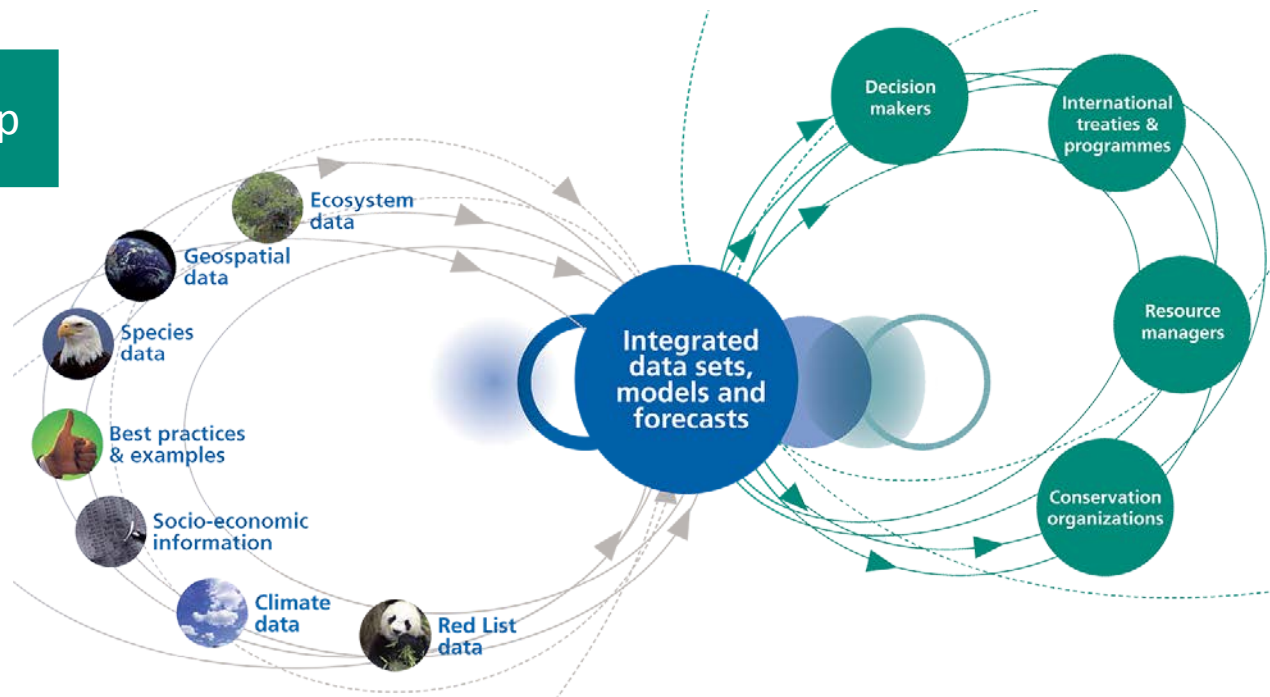 p
Ecosystem
data
Geospatial
data
Species
data
Best practices
& examples
Socio-economic
information
Climate
data
Red List
data
Integrated
data sets,
models and
forecasts
Decision
makers
International
treaties &
programmes
Resource
managers
Conservation
organizations